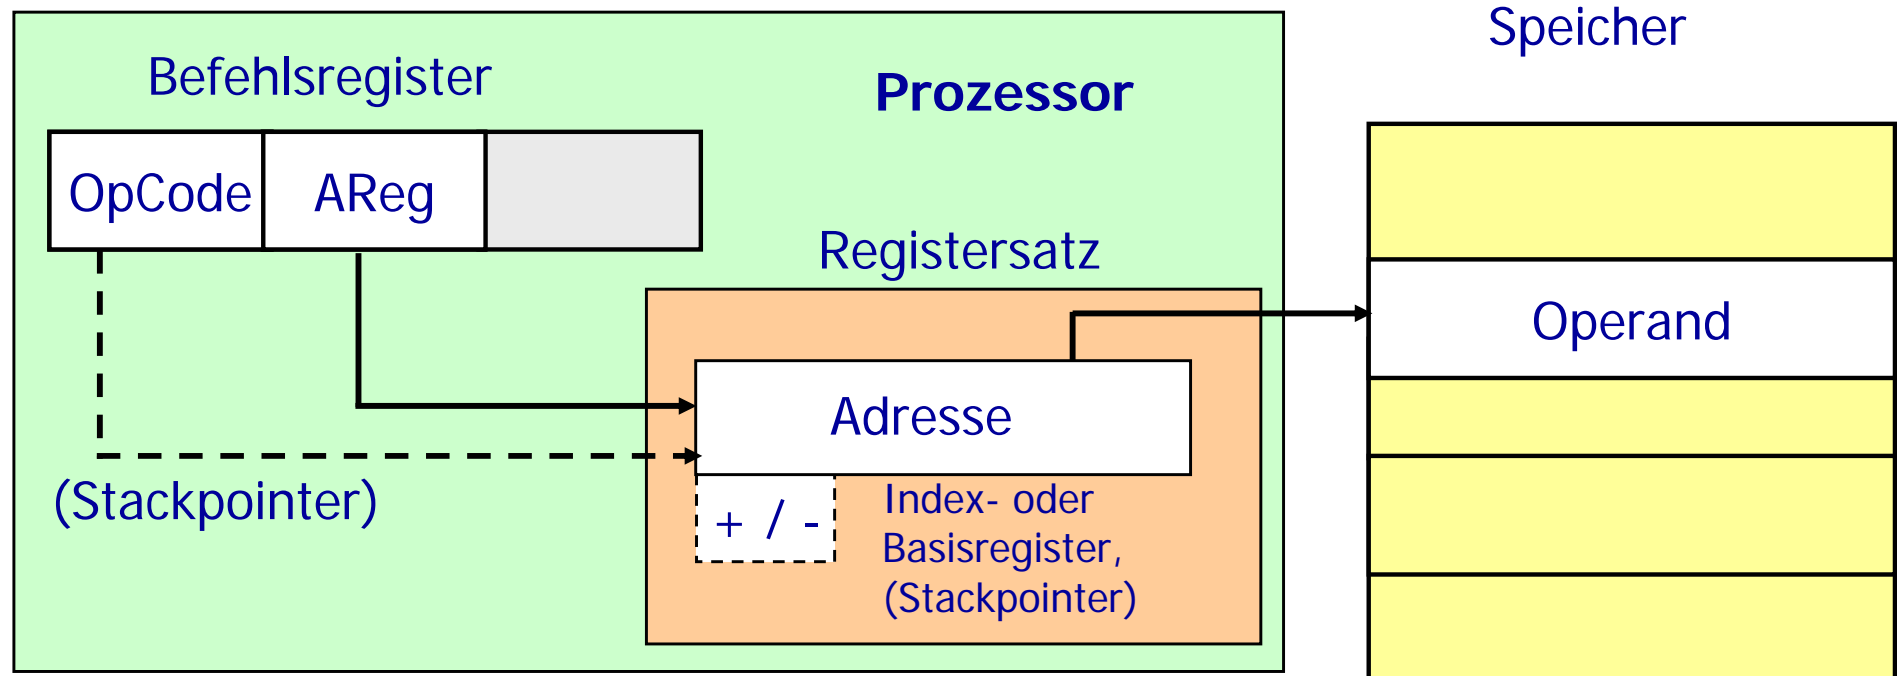 Speicher
Befehlsregister
Prozessor
OpCode
AReg
Registersatz
Operand
Adresse
(Stackpointer)
+ / -
Index- oder
Basisregister,
(Stackpointer)